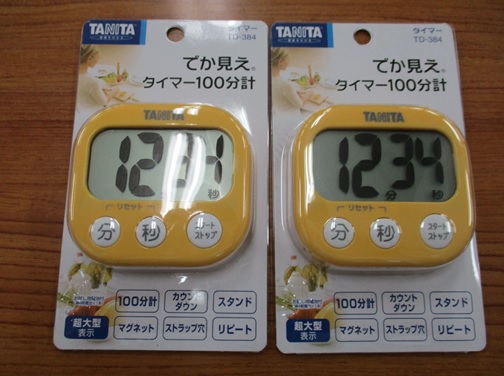 TANITA
タイマー
TD-384
でか見え®
タイマー100分計
TANITA
12 34
分 秒
リセット
分 秒 スタート
ストップ
超大型
表示
100分計 カウント
ダウン スタンド
マグネット ストラップ穴 リピート
TANITA
タイマー
TD-384
でか見え®
タイマー100分計
TANITA
12 34
分 秒
リセット
分 秒 スタート
ストップ
超大型
表示
100分計 カウント
ダウン スタンド
マグネット ストラップ穴 リピート